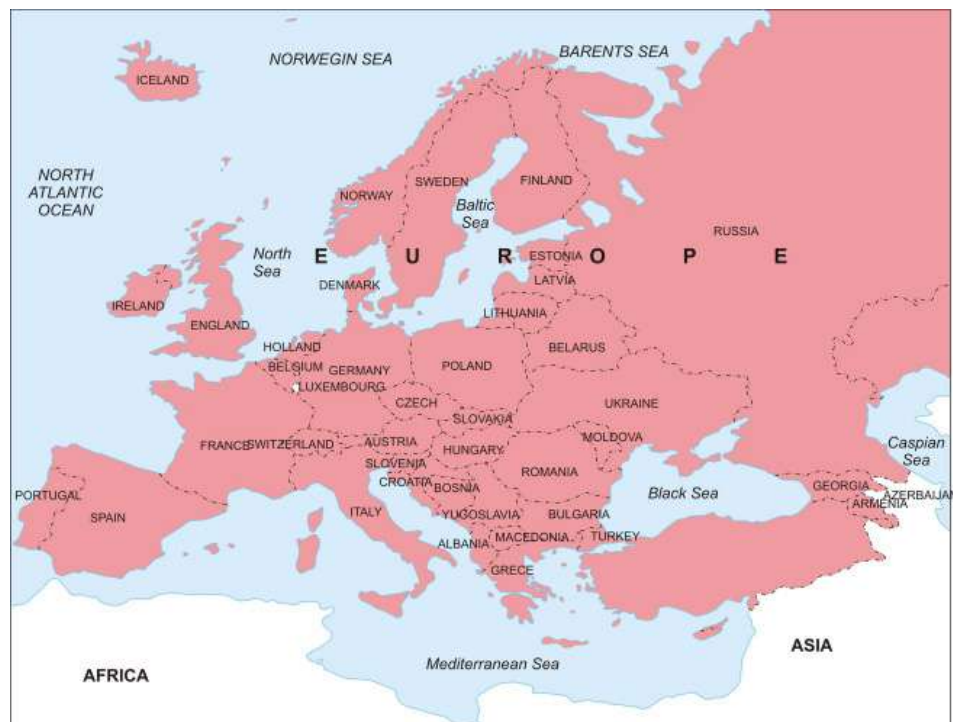 NORWEGIN SEA
BARENTS SEA
ICELAND
NORTH
ATLANTIC
OCEAN
NORWAY
SWEDEN
FINLAND
Baltic
Sea
RUSSIA
North
Sea
E U R O P E
ESTONIA
LATVIA
DENMARK
LITHUANIA
IRELAND
ENGLAND
HOLLAND
BELARUS
BELGIUM
GERMANY
POLAND
LUXEMBOURG
CZECH
UKRAINE
SLOVAKIA
FRANCE
SWITZERLAND
AUSTRIA
HUNGARY
MOLDOVA
Caspian
Sea
SLOVENIA
ROMANIA
CROATIA
BOSNIA
Black Sea
GEORGIA
AZERBAIJAN
ARMENIA
PORTUGAL
SPAIN
ITALY
YUGOSLAVIA
BULGARIA
ALBANIA
MACEDONIA
TURKEY
GRECE
AFRICA
Mediterranean Sea
ASIA